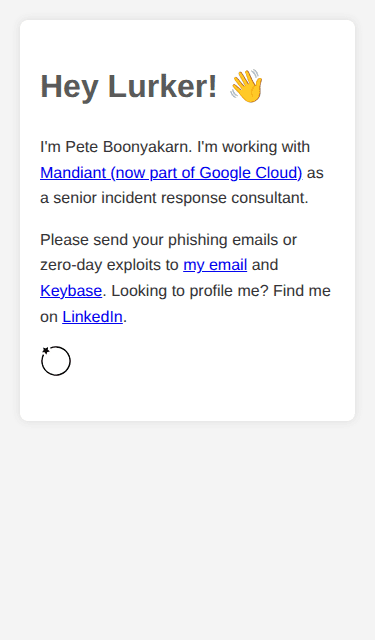 Hey Lurker! 👋
I'm Pete Boonyakarn. I'm working with
Mandiant (now part of Google Cloud) as
a senior incident response consultant.
Please send your phishing emails or
zero-day exploits to my email and
Keybase. Looking to profile me? Find me
on LinkedIn.